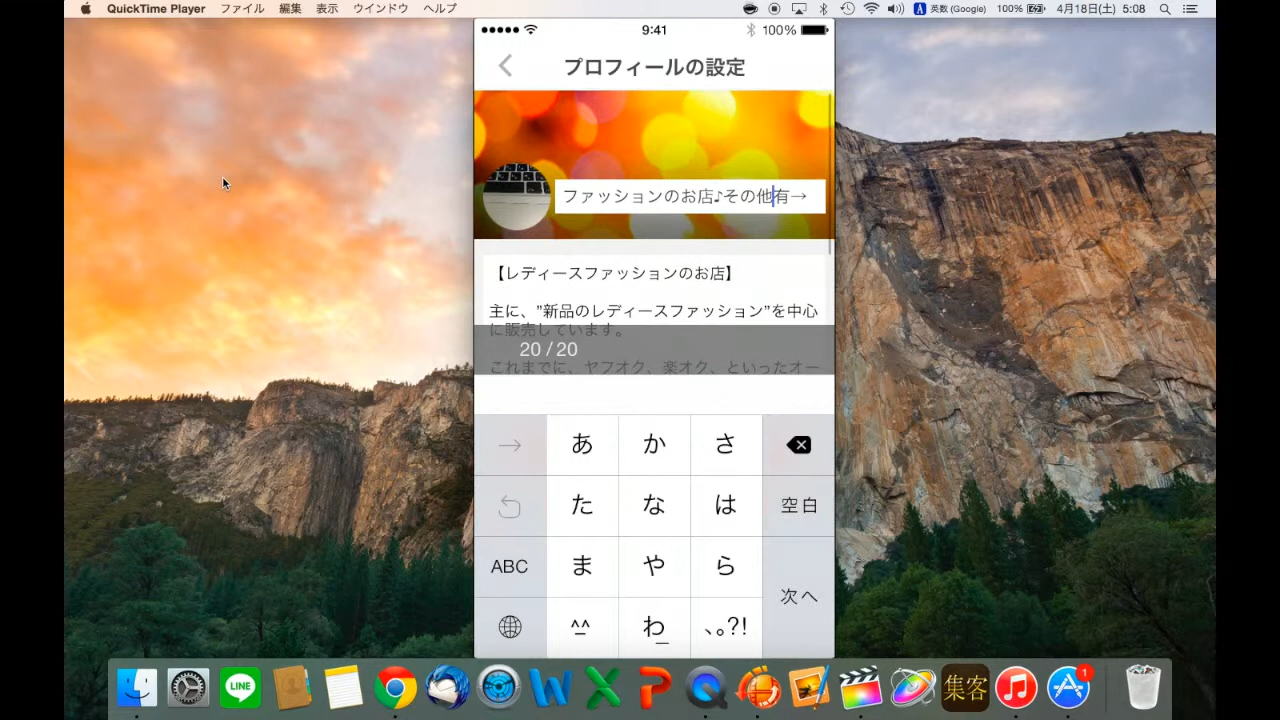 QuickTime Player ファイル 編集 表示 ウインドウ ヘルプ
A 英数 (Google) 100% 4月18日(土) 5:08
9:41 100%
プロフィールの設定
ファッションのお店♪その他有→
【レディースファッションのお店】
主に、”新品のレディースファッション”を中心
に販売しています。
20 / 20
これまでに、ヤフオク、楽オク、といったオー
→ あ か さ
た な は 空白
ABC ま や ら
次へ
^^ わ 、。?!
LINE
W X P Q 集客 1